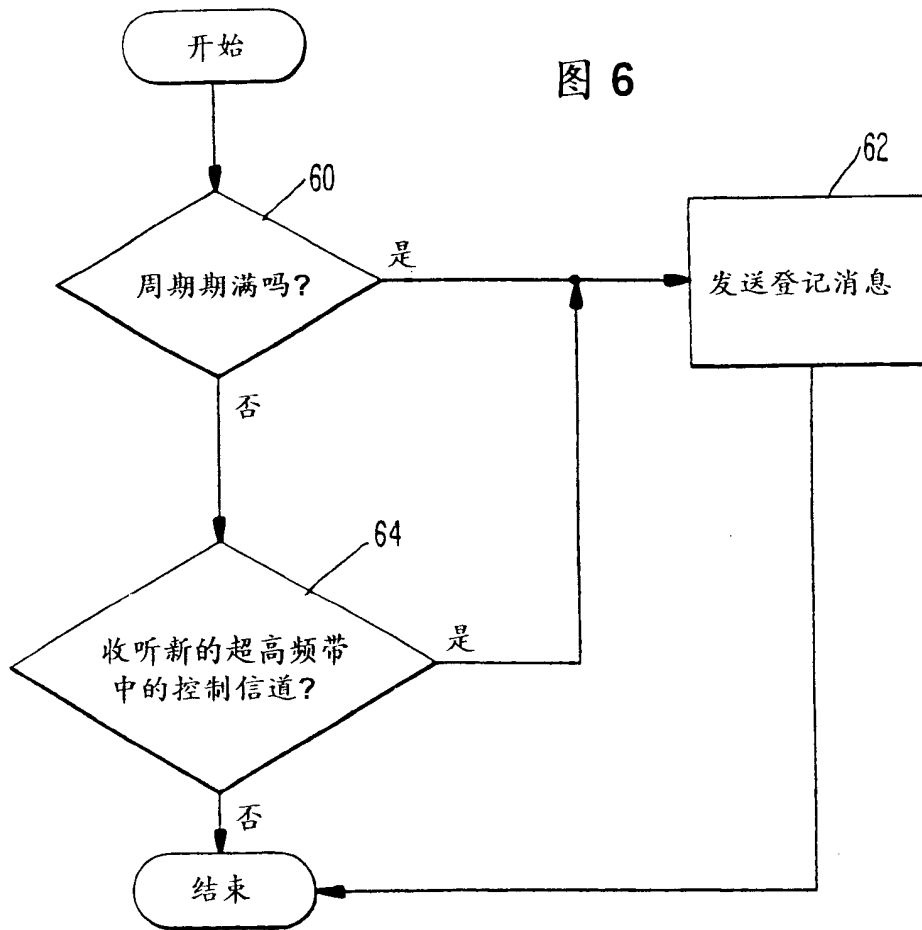 开始
图 6
60
62
周期期满吗?
是
发送登记消息
否
64
收听新的超高频带
中的控制信道?
是
否
结束